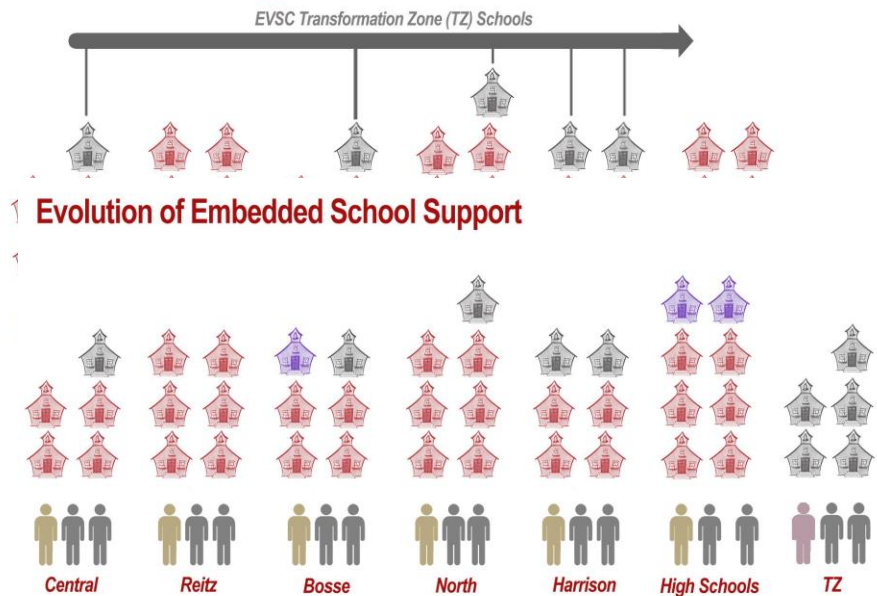 EVSC Transformation Zone (TZ) Schools
Evolution of Embedded School Support
Central Reitz Bosse North Harrison High Schools TZ